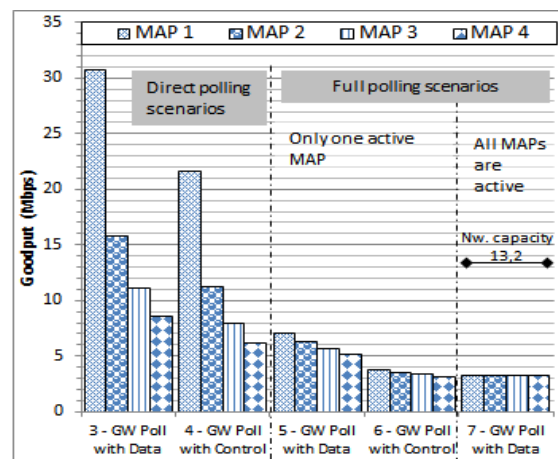 MAP 1 MAP 2 MAP 3 MAP 4
35
30
25
20
15
10
5
0
Goodput (Mbps)
Direct polling
scenarios
Full polling scenarios
Only one active
MAP
All MAPs
are
active
Nw. capacity
13,2
3 - GW Poll
with Data
4 - GW Poll
with Control
5 - GW Poll
with Data
6 - GW Poll
with Control
7 - GW Poll
with Data